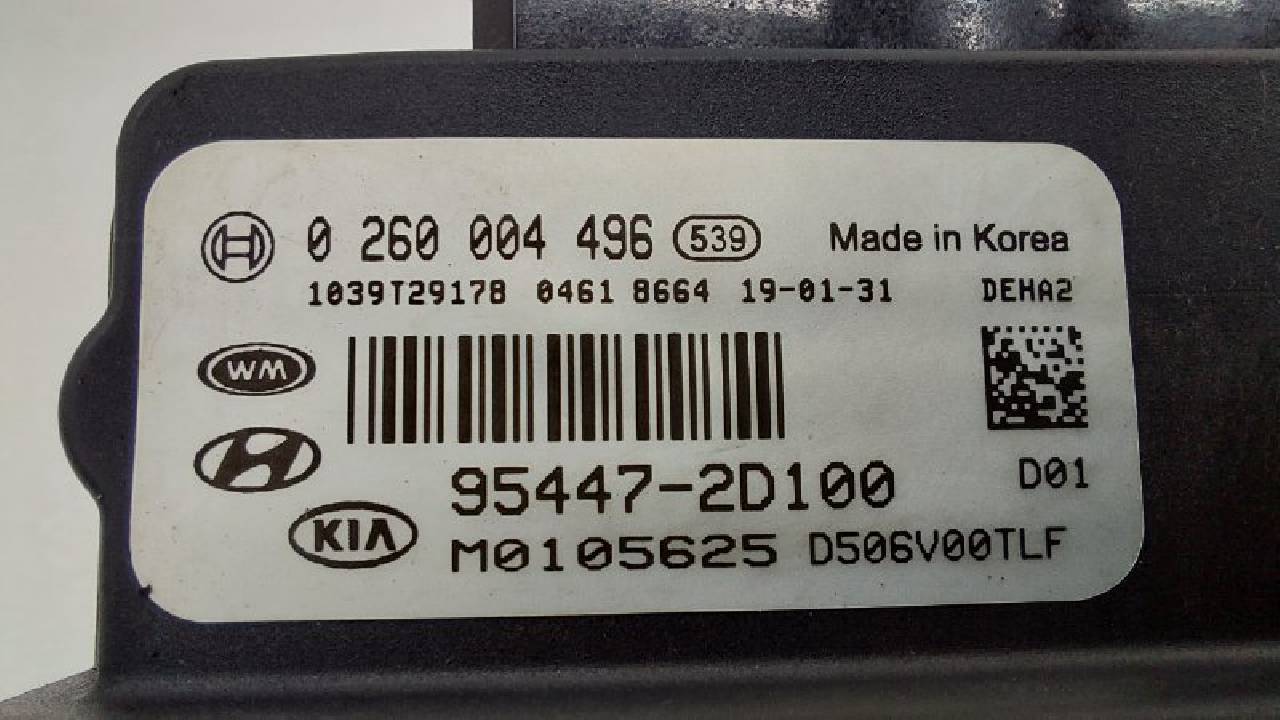 0 260 004 496 539 Made in Korea
1039T29178 0461 8664 19-01-31 DEHA2
WM
95447-2D100 D01
KIA
M0105625 D506V00TLF